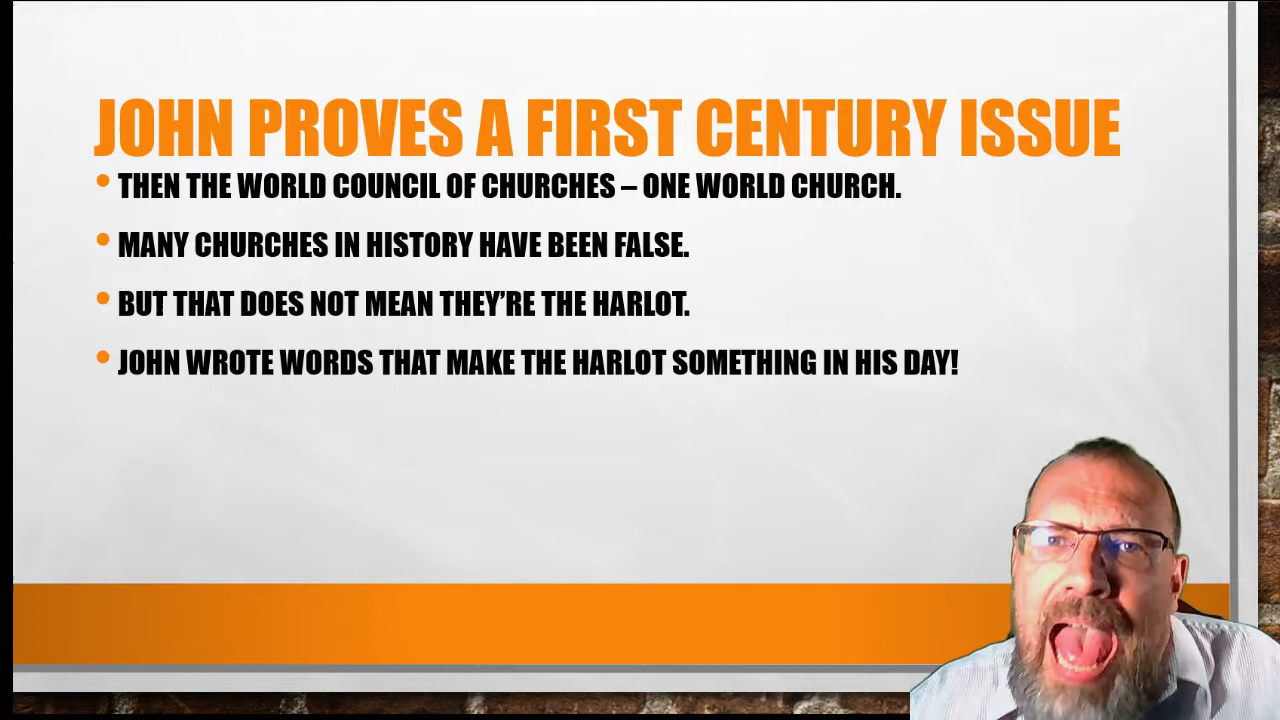 JOHN PROVES A FIRST CENTURY ISSUE
• THEN THE WORLD COUNCIL OF CHURCHES – ONE WORLD CHURCH.
• MANY CHURCHES IN HISTORY HAVE BEEN FALSE.
• BUT THAT DOES NOT MEAN THEY’RE THE HARLOT.
• JOHN WROTE WORDS THAT MAKE THE HARLOT SOMETHING IN HIS DAY!